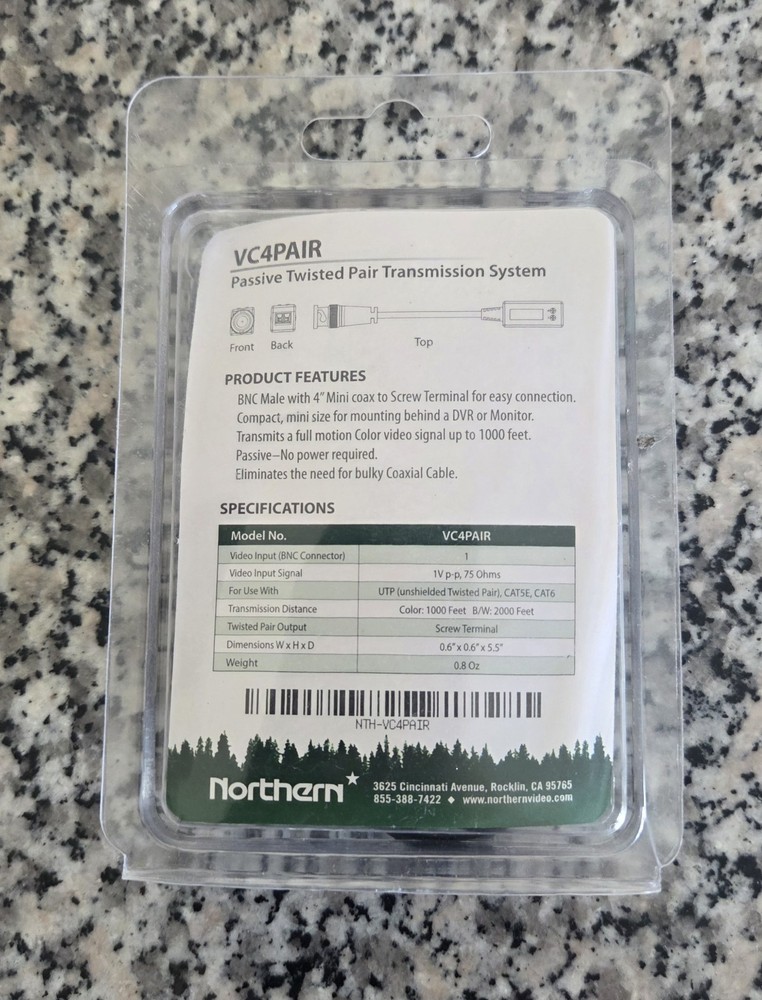 VC4PAIR
Passive Twisted Pair Transmission System
Front Back Top
PRODUCT FEATURES
BNC Male with 4" Mini coax to Screw Terminal for easy connection.
Compact, mini size for mounting behind a DVR or Monitor.
Transmits a full motion Color video signal up to 1000 feet.
Passive–No power required.
Eliminates the need for bulky Coaxial Cable.
SPECIFICATIONS
Model No. VC4PAIR
Video Input (BNC Connector) 1
Video Input Signal 1V p-p, 75 Ohms
For Use With UTP (unshielded Twisted Pair), CAT5E, CAT6
Transmission Distance Color: 1000 Feet B/W: 2000 Feet
Twisted Pair Output Screw Terminal
Dimensions W x H x D 0.6" x 0.6" x 5.5"
Weight 0.8 Oz
NTH-VC4PAIR
Northern
3625 Cincinnati Avenue, Rocklin, CA 95765
855-388-7422 ◆ www.northernvideo.com